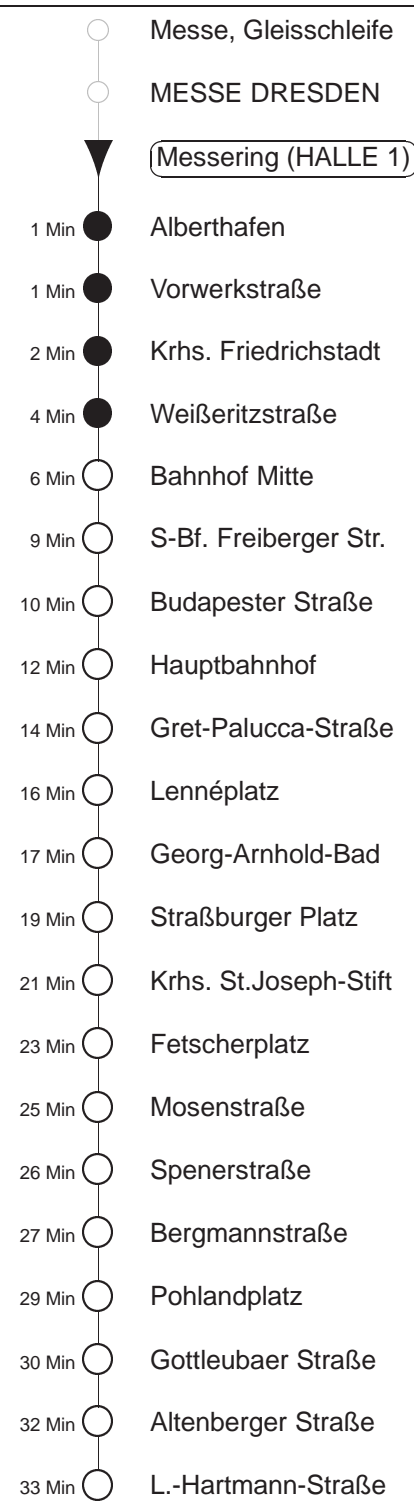 Messe, Gleisschleife
MESSE DRESDEN
Messering (HALLE 1)
1 Min Alberthafen
1 Min Vorwerkstraße
2 Min Krhs. Friedrichstadt
4 Min Weißeritzstraße
6 Min Bahnhof Mitte
9 Min S-Bf. Freiberger Str.
10 Min Budapester Straße
12 Min Hauptbahnhof
14 Min Gret-Palucca-Straße
16 Min Lennéplatz
17 Min Georg-Arnhold-Bad
19 Min Straßburger Platz
21 Min Krhs. St.Joseph-Stift
23 Min Fetscherplatz
25 Min Mosenstraße
26 Min Spenerstraße
27 Min Bergmannstraße
29 Min Pohlandplatz
30 Min Gottleubaer Straße
32 Min Altenberger Straße
33 Min L.-Hartmann-Straße